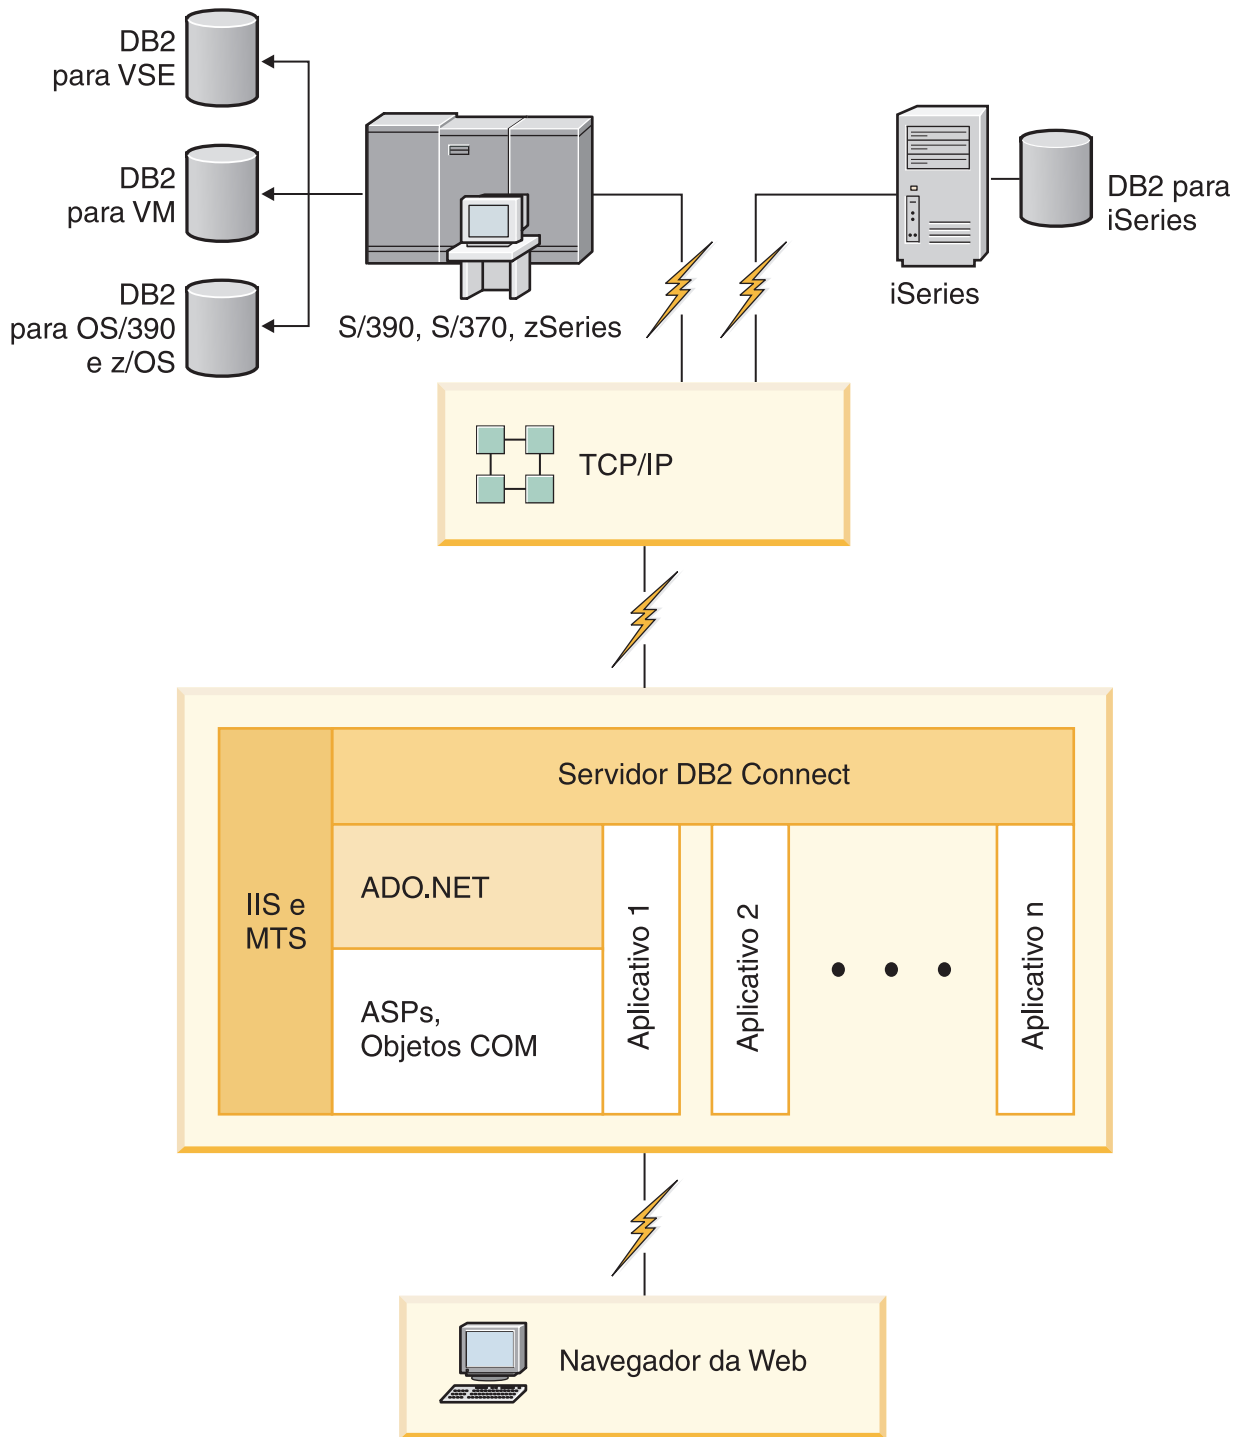 DB2
para VSE
DB2
para VM
DB2
para OS/390
e z/OS
S/390, S/370, zSeries
iSeries
DB2 para
iSeries
TCP/IP
Servidor DB2 Connect
IIS e
MTS
ADO.NET
ASPs,
Objetos COM
Aplicativo 1
Aplicativo 2
Aplicativo n
Navegador da Web